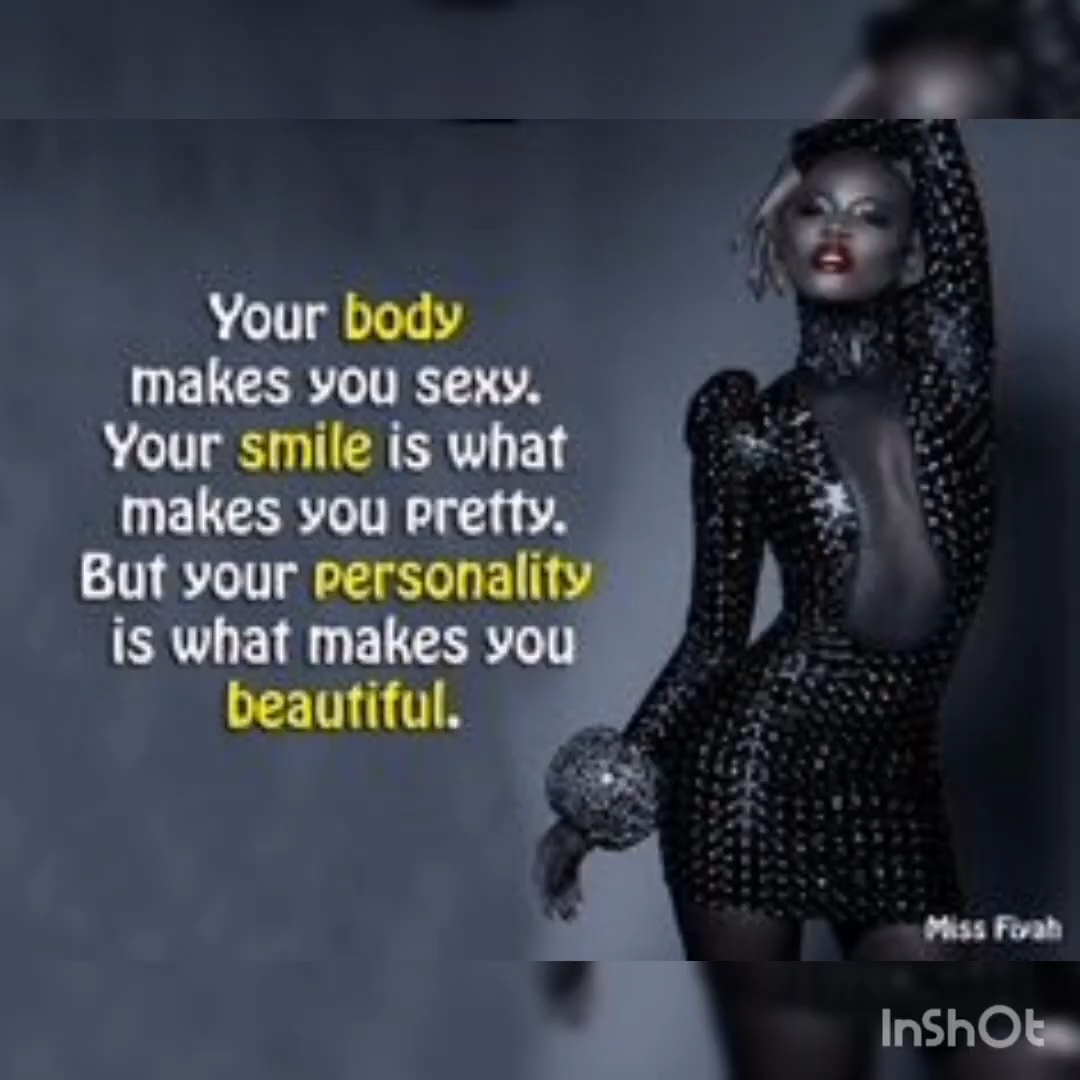 Your body
makes you sexy.
Your smile is what
makes you pretty.
But your personality
is what makes you
beautiful.
Miss Fivah
InShOt